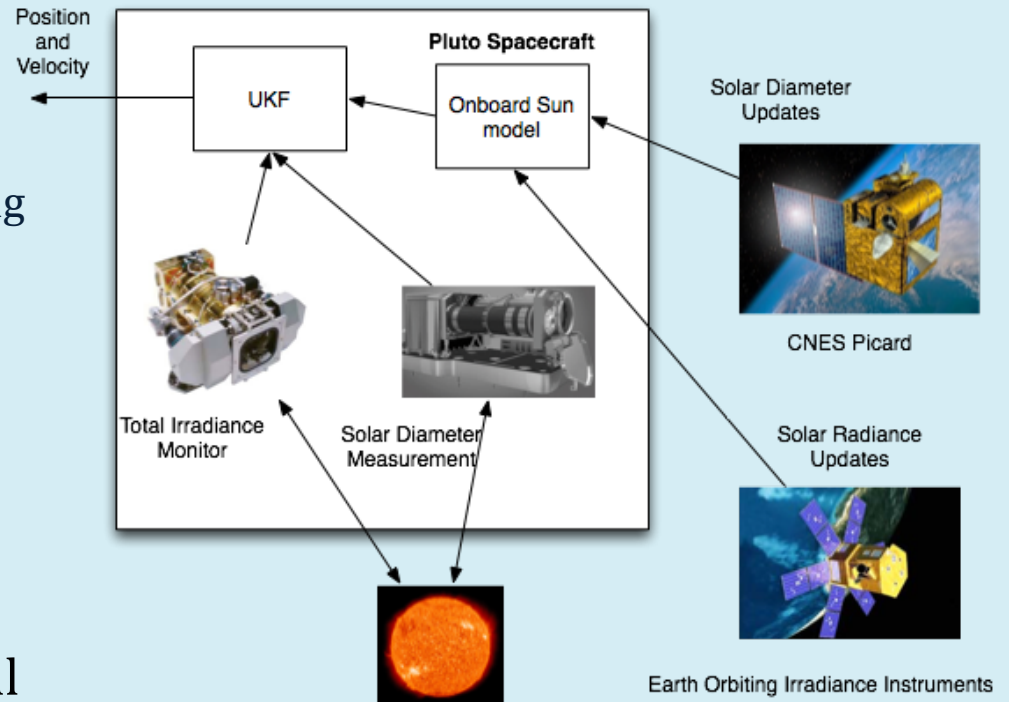 Position
and
Velocity
Pluto Spacecraft
UKF
Onboard Sun
model
Solar Diameter
Updates
CNES Picard
Total Irradiance
Monitor
Solar Diameter
Measurement
Solar Radiance
Updates
Earth Orbiting Irradiance Instruments